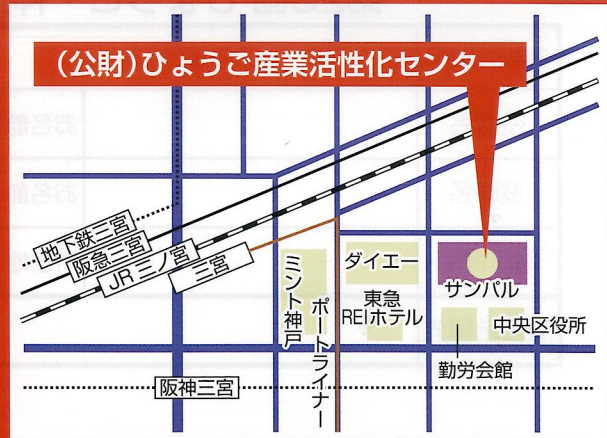 （公財）ひょうご産業活性化センター
地下鉄三宮
阪急三宮
JR三ノ宮
三宮
ミント神戸
ポートライナー
ダイエー
東急
REIホテル
サンパル
中央区役所
勤労会館
阪神三宮